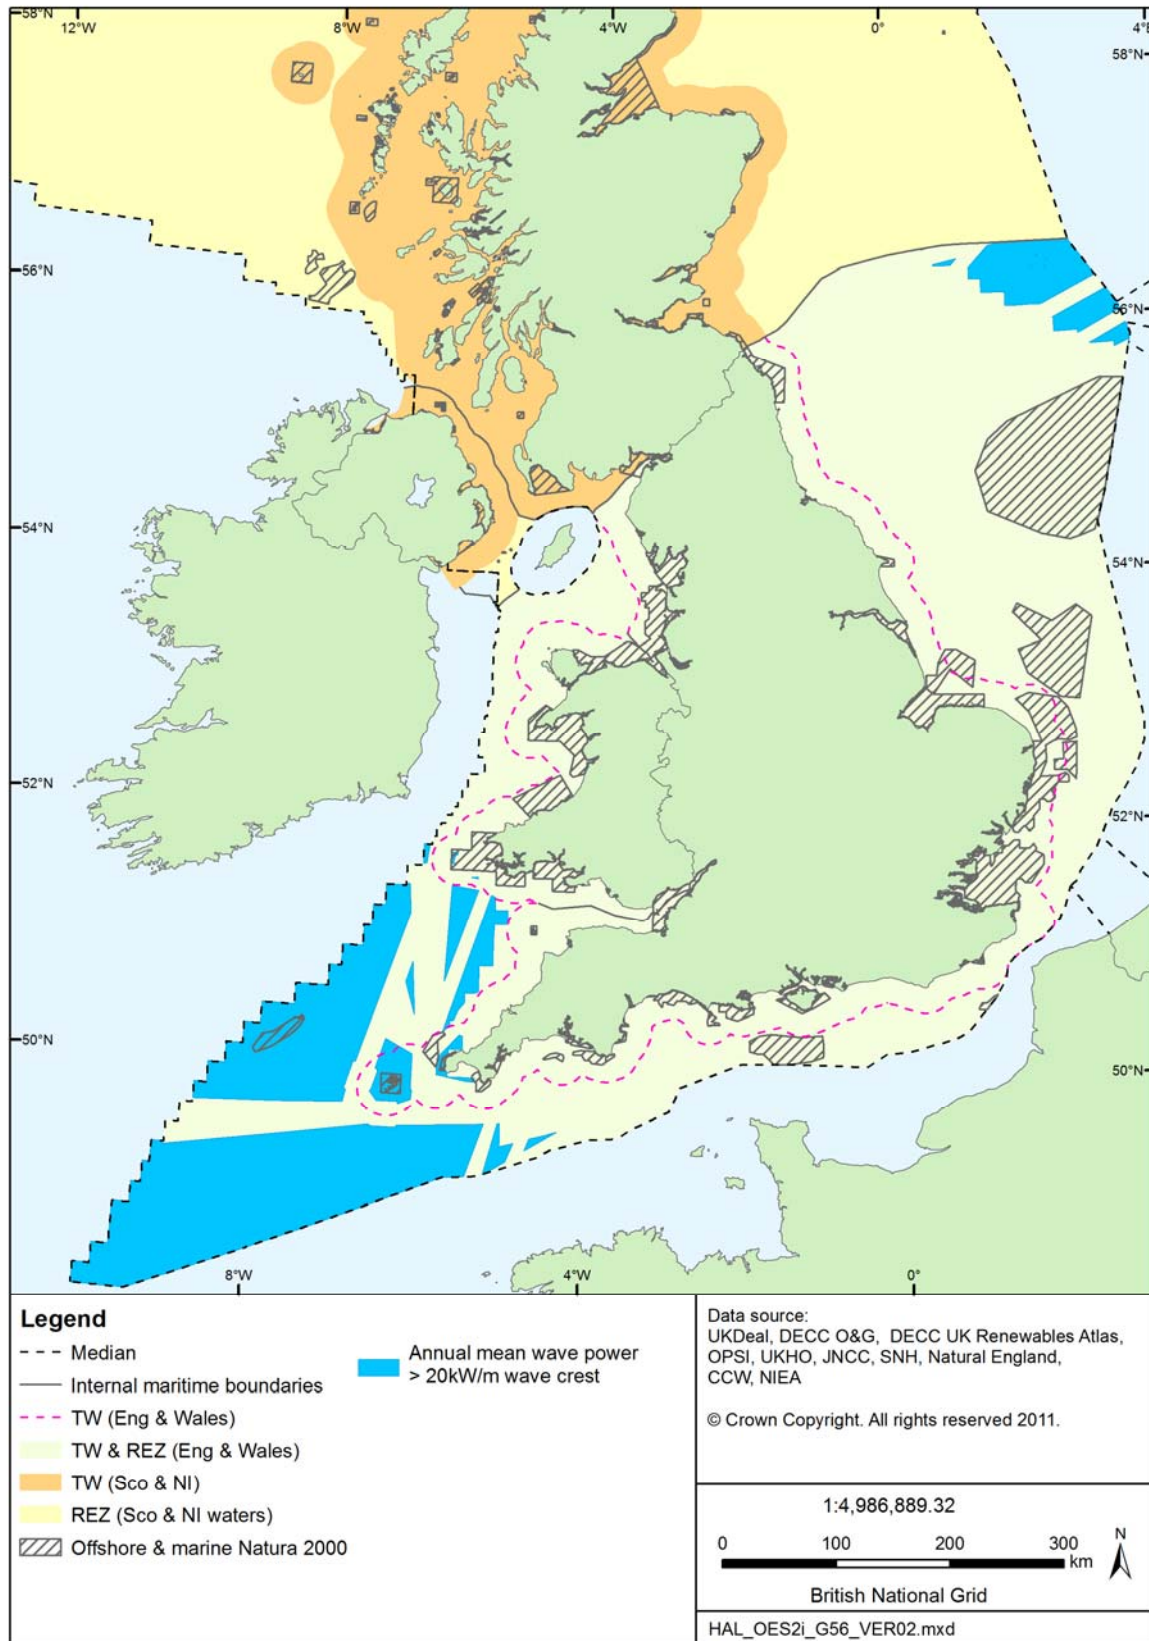 58°N
12°W
8°W
4°W
0°
4°E
58°N
56°N
56°N
54°N
54°N
52°N
52°N
50°N
50°N
8°W
4°W
0°
Legend
Median
Internal maritime boundaries
TW (Eng & Wales)
TW & REZ (Eng & Wales)
TW (Sco & NI)
REZ (Sco & NI waters)
Offshore & marine Natura 2000
Annual mean wave power
> 20kW/m wave crest
Data source:
UKDeal, DECC O&G, DECC UK Renewables Atlas,
OPSI, UKHO, JNCC, SNH, Natural England,
CCW, NIEA
© Crown Copyright. All rights reserved 2011.
1:4,986,889.32
0 100 200 300
km
N
British National Grid
HAL_OES2i_G56_VER02.mxd